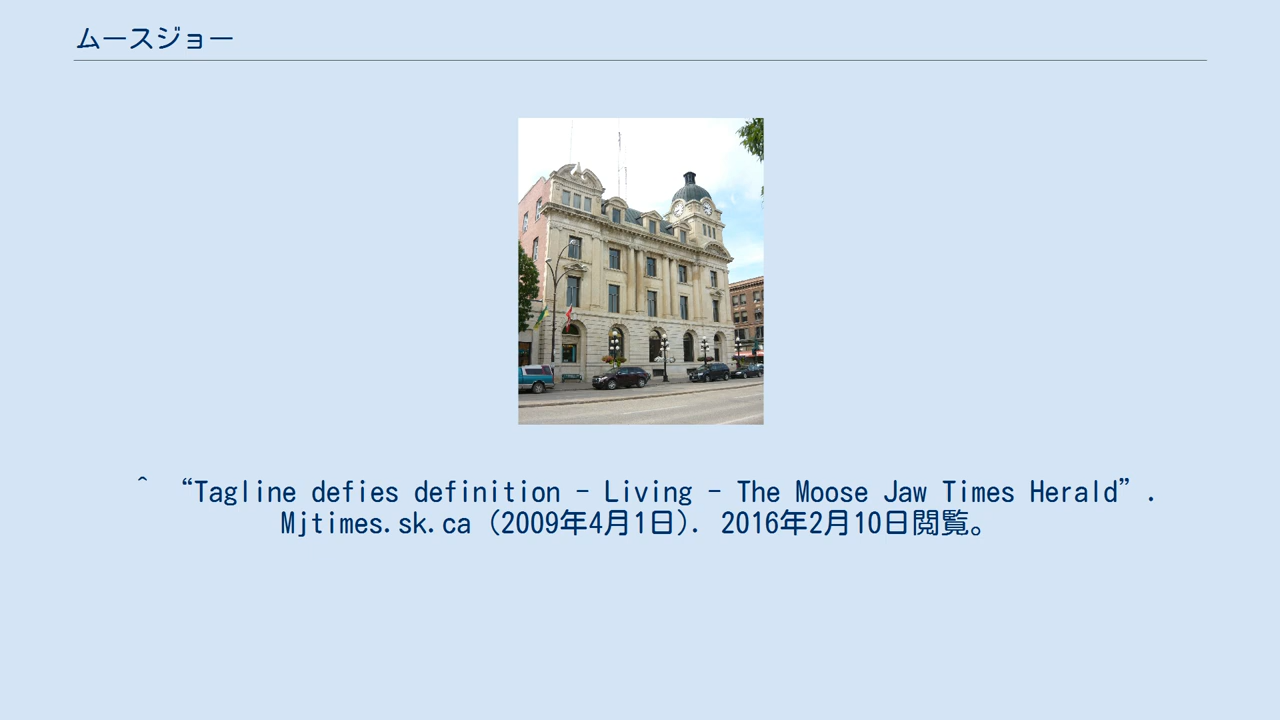 ムースジョー
^ “Tagline defies definition - Living - The Moose Jaw Times Herald”.
Mjtimes.sk.ca (2009年4月1日). 2016年2月10日閲覧。